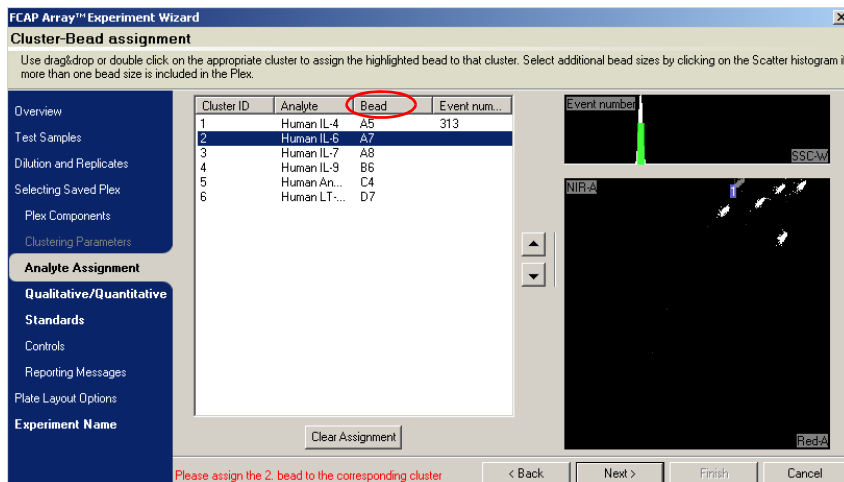 FCAP Array™ Experiment Wizard
Cluster-Bead assignment
Use drag&drop or double click on the appropriate cluster to assign the highlighted bead to that cluster. Select additional bead sizes by clicking on the Scatter histogram i
more than one bead size is included in the Plex.
Overview
Test Samples
Dilution and Replicates
Selecting Saved Plex
Plex Components
Clustering Parameters
Analyte Assignment
Qualitative/Quantitative
Standards
Controls
Reporting Messages
Plate Layout Options
Experiment Name
Cluster ID Analyte Bead Event num...
1 Human IL-4 A5 313
2 Human IL-6 A7
3 Human IL-7 A8
4 Human IL-9 B6
5 Human An... C4
6 Human LT-... D7
Clear Assignment
Event number
SSC-W
NIR-A
1
Red-A
Please assign the 2. bead to the corresponding cluster
< Back
Next >
Finish
Cancel